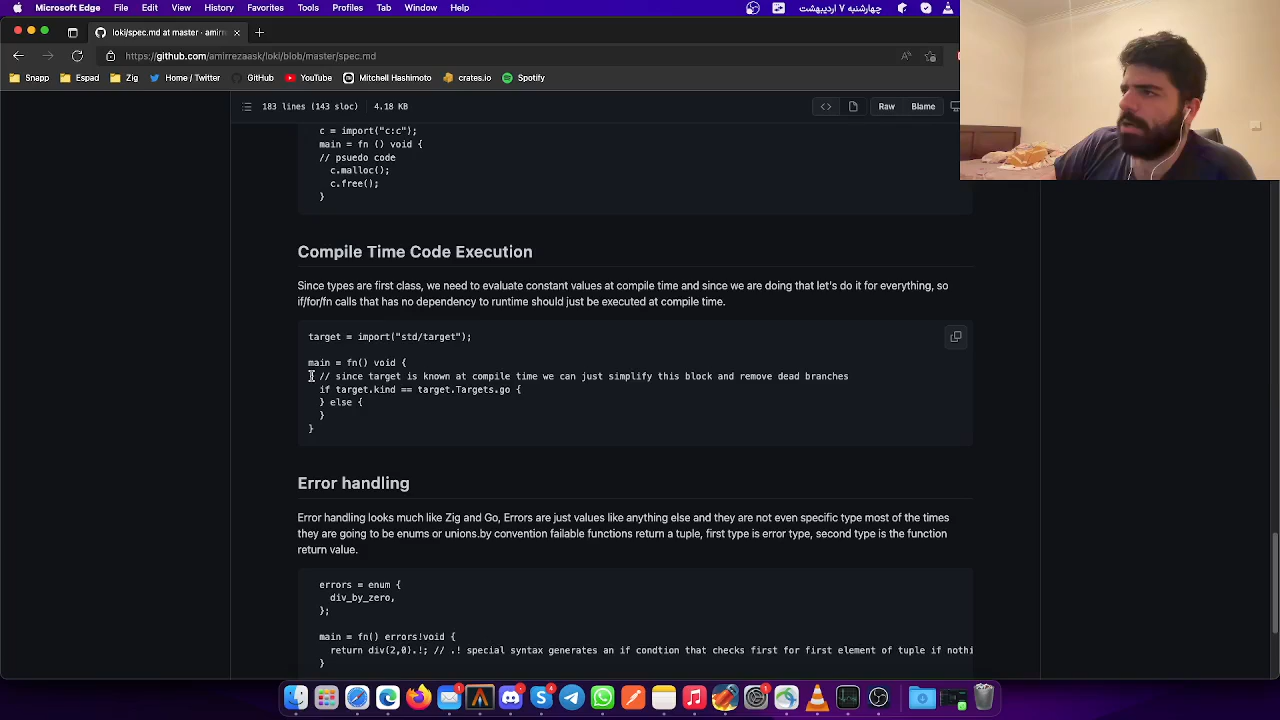 Microsoft Edge File Edit View History Favorites Tools Profiles Tab Window Help چهارشنبه ۷ اردیبهشت
loki/spec.md at master · amirr
https://github.com/amirrezaask/loki/blob/master/spec.md
Snapp Espad Zig Home / Twitter GitHub YouTube Mitchell Hashimoto crates.io Spotify
183 lines (143 sloc) 4.18 KB Raw Blame
c = import("c:c");
main = fn () void {
// psuedo code
c.malloc();
c.free();
}
Compile Time Code Execution
Since types are first class, we need to evaluate constant values at compile time and since we are doing that let's do it for everything, so
if/for/fn calls that has no dependency to runtime should just be executed at compile time.
target = import("std/target");
main = fn() void {
// since target is known at compile time we can just simplify this block and remove dead branches
if target.kind == target.Targets.go {
} else {
}
}
Error handling
Error handling looks much like Zig and Go, Errors are just values like anything else and they are not even specific type most of the times
they are going to be enums or unions.by convention failable functions return a tuple, first type is error type, second type is the function
return value.
errors = enum {
div_by_zero,
};
main = fn() errors!void {
return div(2,0).!; // .! special syntax generates an if condtion that checks first for first element of tuple if nothi
}